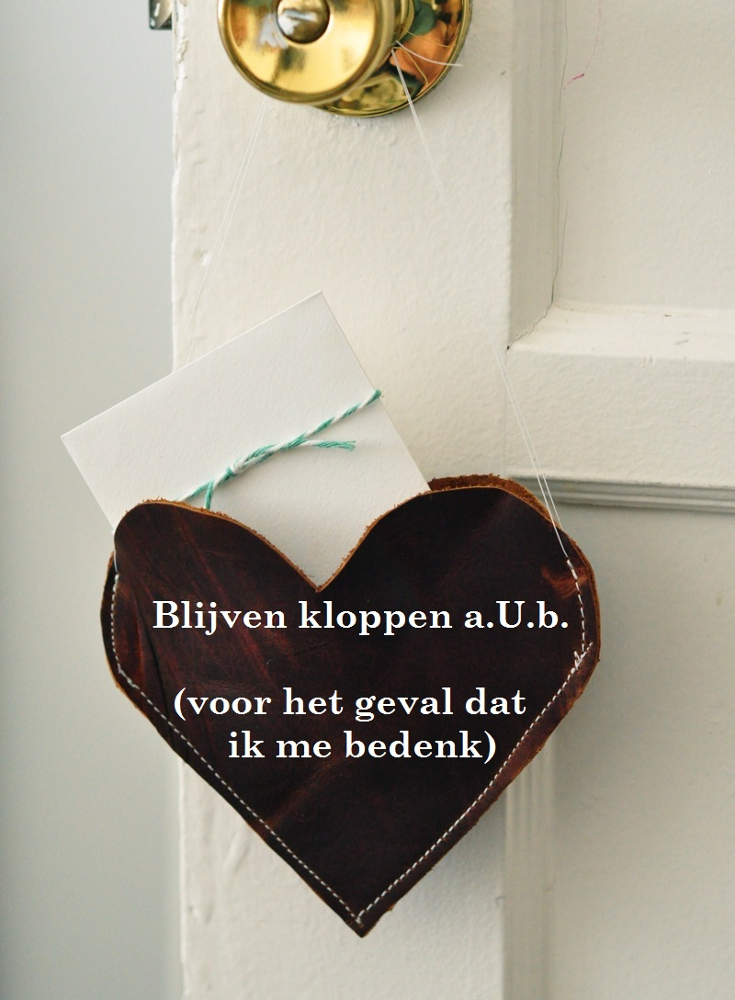 Blijven kloppen a.U.b.
(voor het geval dat
ik me bedenk)